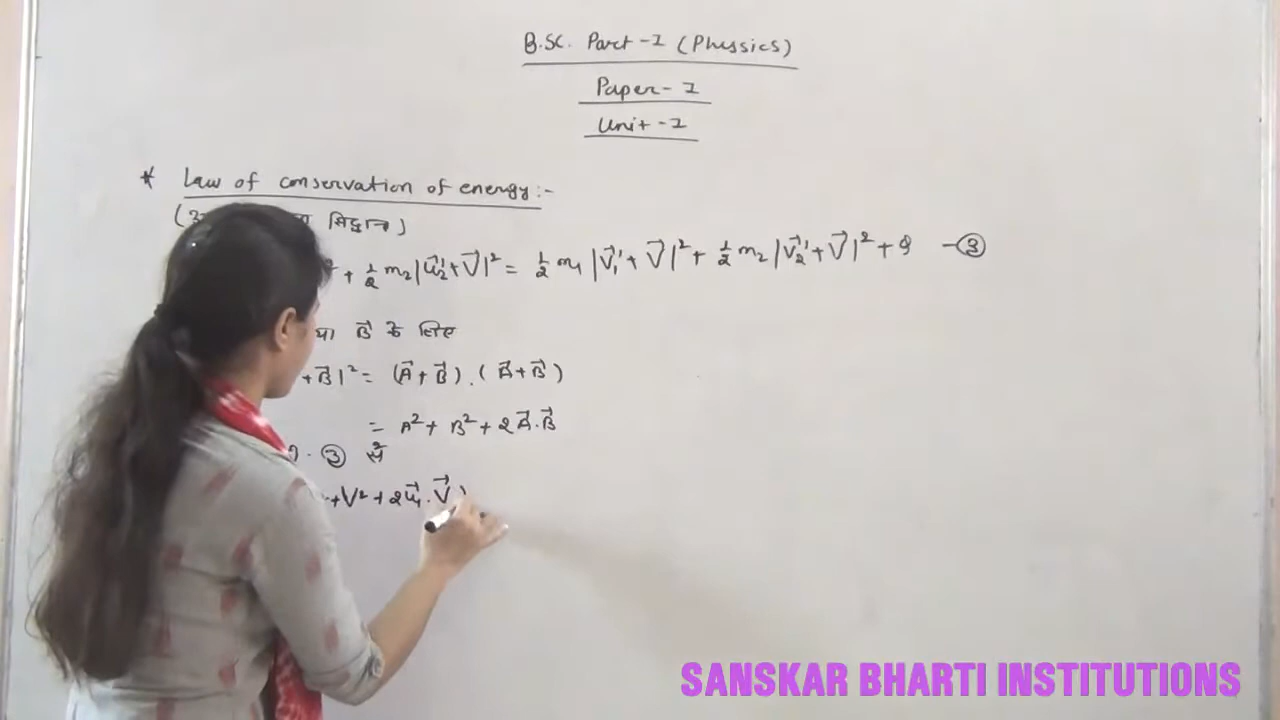 B.Sc. Part-I (Physsics)
Paper-I
Unit-I
* Law of conservation of energy:-
सिद्धान्त)
+ 1/2 m₂|u⃗₂' + V⃗|² = 1/2 m₁|V⃗₁' + V⃗|² + 1/2 m₂|V⃗₂' + V⃗|² + φ -③
B⃗ के लिए
+ B⃗|² = (A⃗ + B⃗).(A⃗ + B⃗)
= A² + B² + 2A⃗.B⃗
③ से
+ V² + 2u⃗₁.V⃗)
SANSKAR BHARTI INSTITUTIONS